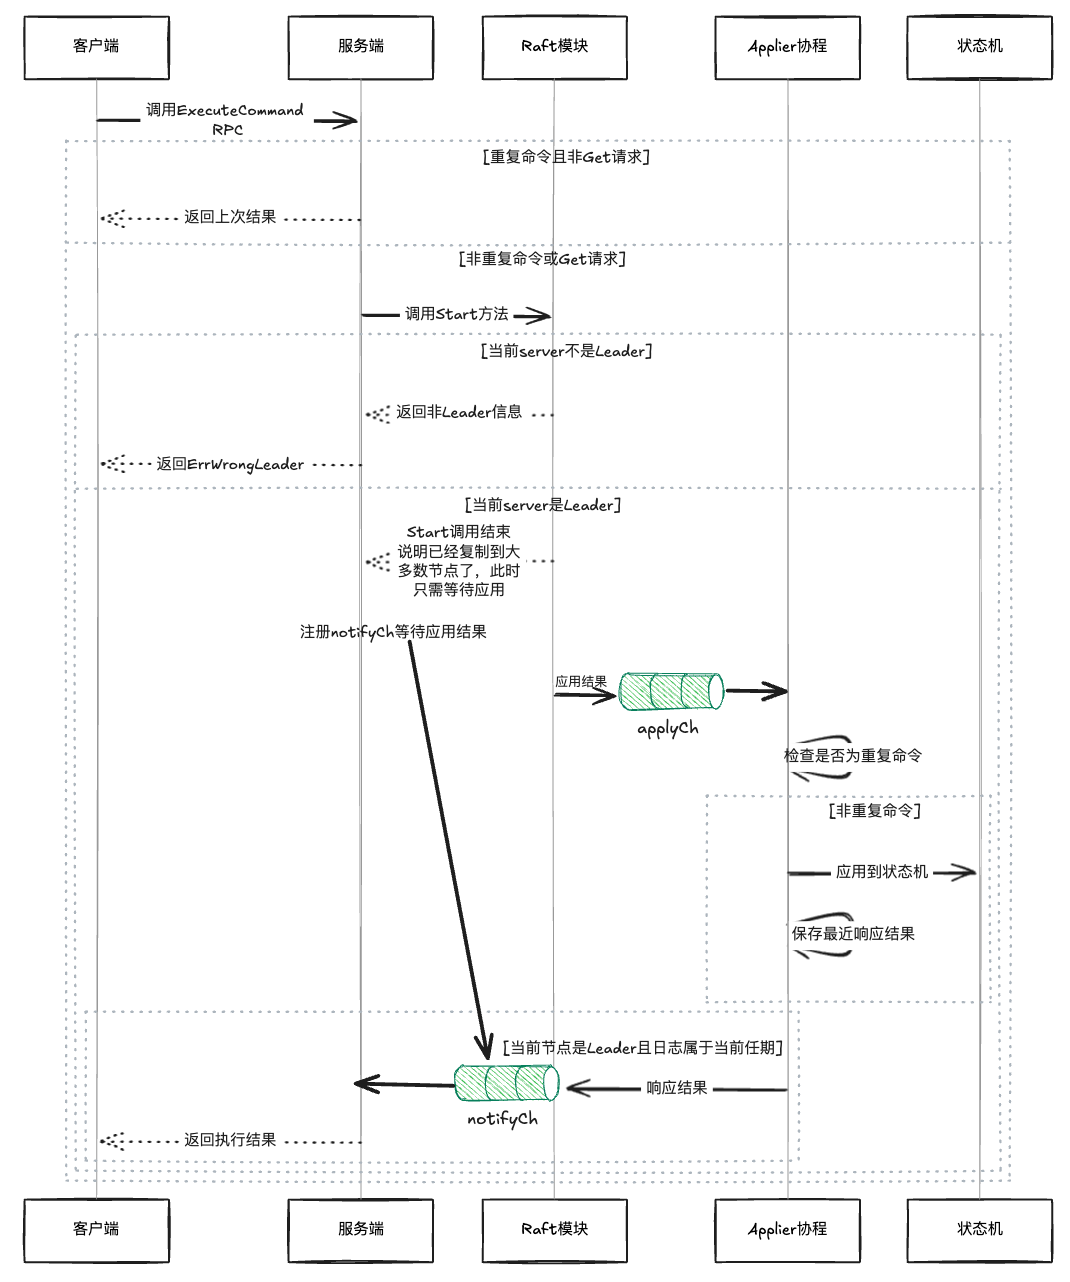 客户端
服务端
Raft模块
Applier协程
状态机
调用ExecuteCommand
RPC
[重复命令且非Get请求]
返回上次结果
[非重复命令或Get请求]
调用Start方法
[当前server不是Leader]
返回非Leader信息
返回ErrWrongLeader
[当前server是Leader]
Start调用结束
说明已经复制到大
多数节点了，此时
只需等待应用
注册notifyCh等待应用结果
应用结果
applyCh
检查是否为重复命令
[非重复命令]
应用到状态机
保存最近响应结果
[当前节点是Leader且日志属于当前任期]
响应结果
notifyCh
返回执行结果
客户端
服务端
Raft模块
Applier协程
状态机